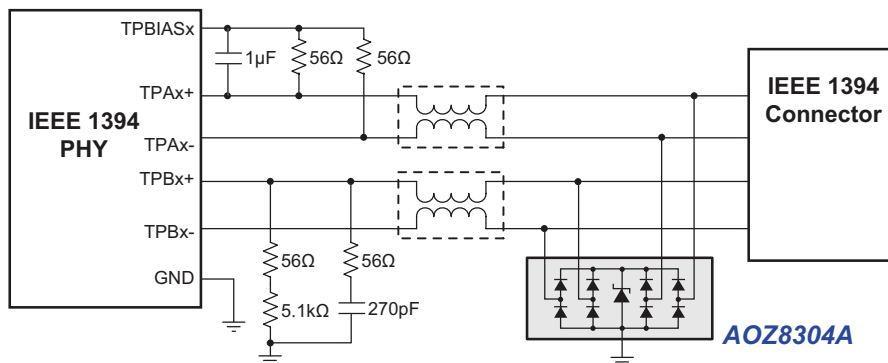 TPBIASx
1µF
56Ω
56Ω
TPAx+
IEEE 1394
PHY
TPAx-
TPBx+
TPBx-
GND
56Ω
56Ω
5.1kΩ
270pF
IEEE 1394
Connector
AOZ8304A